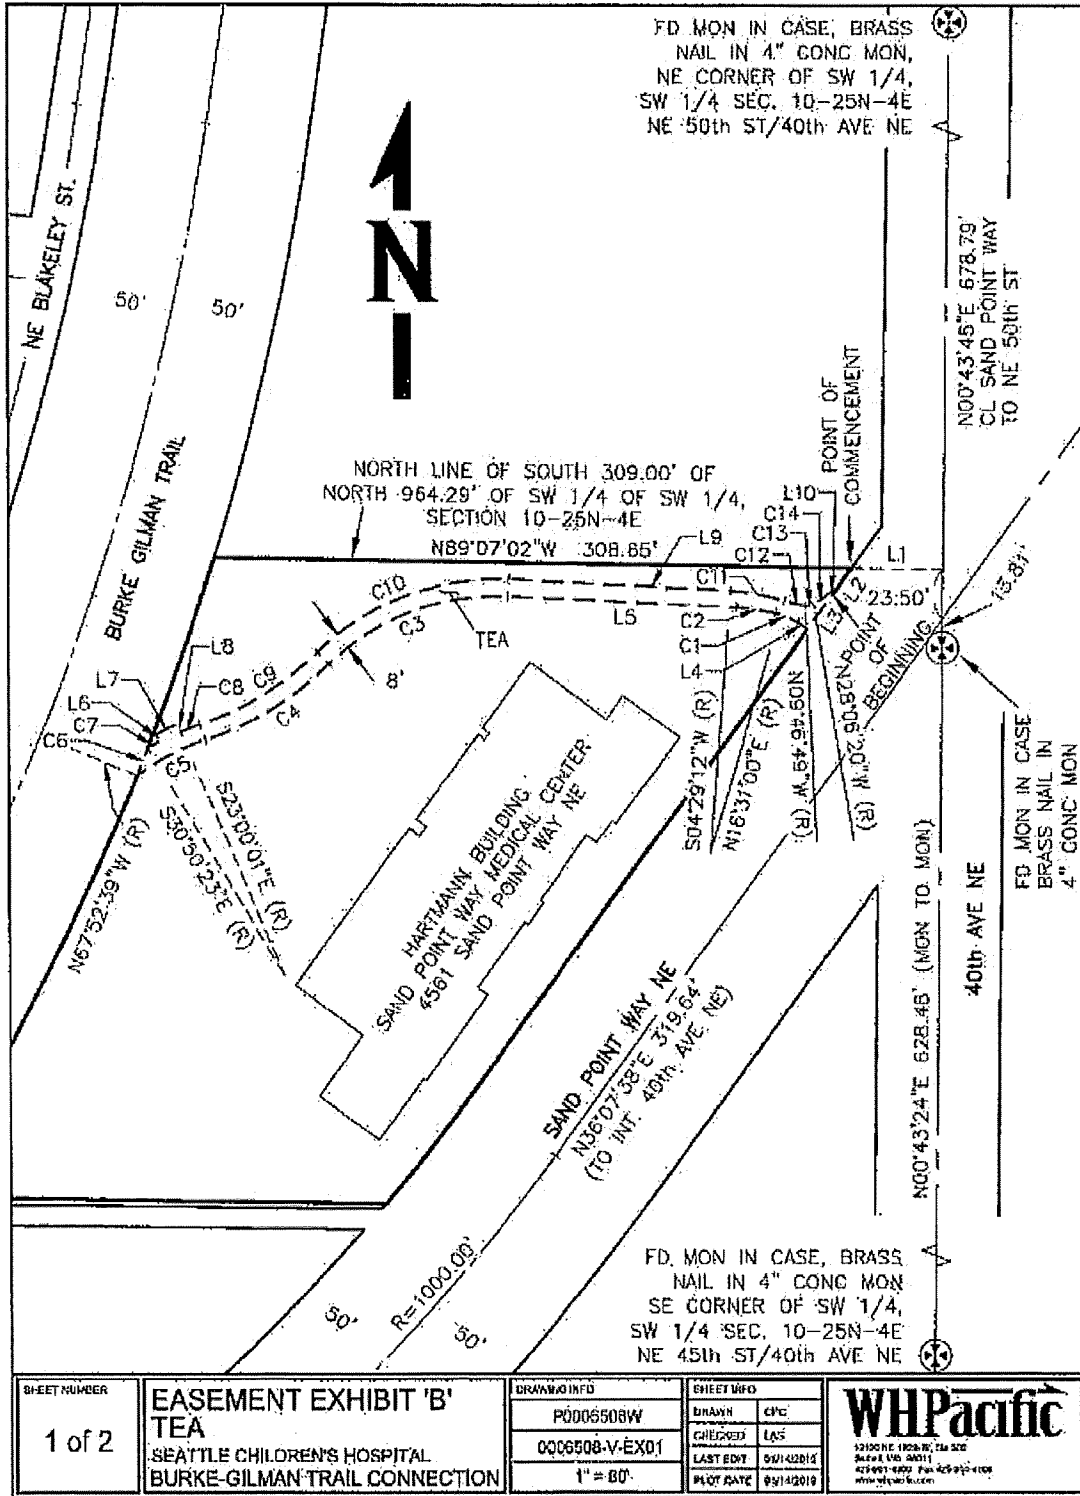 FD MON IN CASE, BRASS
NAIL IN 4" CONC MON,
NE CORNER OF SW 1/4,
SW 1/4 SEC. 10-25N-4E
NE 50th ST/40th AVE NE
N
NE BLAKELEY ST.
50'
50'
BURKE GILMAN TRAIL
N00°43'45"E 678.79'
CL SAND POINT WAY
TO NE 50th ST
POINT OF
COMMENCEMENT
NORTH LINE OF SOUTH 309.00' OF
NORTH 964.29' OF SW 1/4 OF SW 1/4,
SECTION 10-25N-4E
N89°07'02"W 308.85'
L10
C14
C13
C12
C11
L9
L1
L2
23.50'
13.81'
L3
C10
C3
TEA
L5
C2
C1
L4
POINT
OF
BEGINNING
8'
L8
L7
L6
C8
C9
C7
C6
C5
C4
S04°29'12"W (R)
N16°31'00"E (R)
N09°46'49"W (R)
N28°06'20"W (R)
FD MON IN CASE
BRASS NAIL IN
4" CONC MON
HARTMANN BUILDING
SAND POINT WAY MEDICAL CENTER
4561 SAND POINT WAY NE
N67°52'39"W (R)
S30°50'23"E (R)
S23°00'01"E (R)
40th AVE NE
N00°43'24"E 628.46' (MON TO MON)
SAND POINT WAY NE
N36°07'38"E 319.64'
(TO INT. 40th AVE NE)
R=1000.00'
50'
50'
FD MON IN CASE, BRASS
NAIL IN 4" CONC MON
SE CORNER OF SW 1/4,
SW 1/4 SEC. 10-25N-4E
NE 45th ST/40th AVE NE
SHEET NUMBER
1 of 2
EASEMENT EXHIBIT 'B'
TEA
SEATTLE CHILDREN'S HOSPITAL
BURKE-GILMAN TRAIL CONNECTION
DRAWING INFO
P0006508W
0006508-V-EX01
1" = 80'
SHEET INFO
DRAWN
CHECKED
LAST EDIT
PLOT DATE
WHPacific